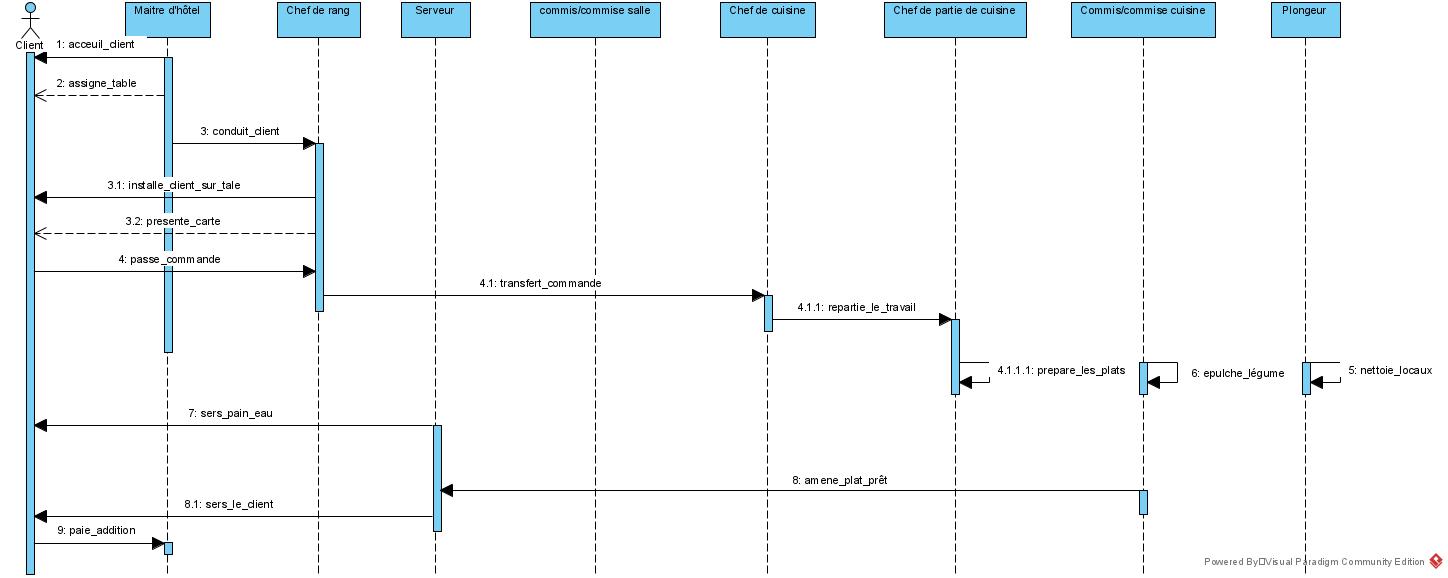 Maitre d'hôtel
Chef de rang
Serveur
commis/commise salle
Chef de cuisine
Chef de partie de cuisine
Commis/commise cuisine
Plongeur
Client
1: acceuil_client
2: assigne_table
3: conduit_client
3.1: installe_client_sur_tale
3.2: presente_carte
4: passe_commande
4.1: transfert_commande
4.1.1: repartie_le_travail
4.1.1.1: prepare_les_plats
6: epulche_légume
5: nettoie_locaux
7: sers_pain_eau
8: amene_plat_prêt
8.1: sers_le_client
9: paie_addition
Powered By Visual Paradigm Community Edition